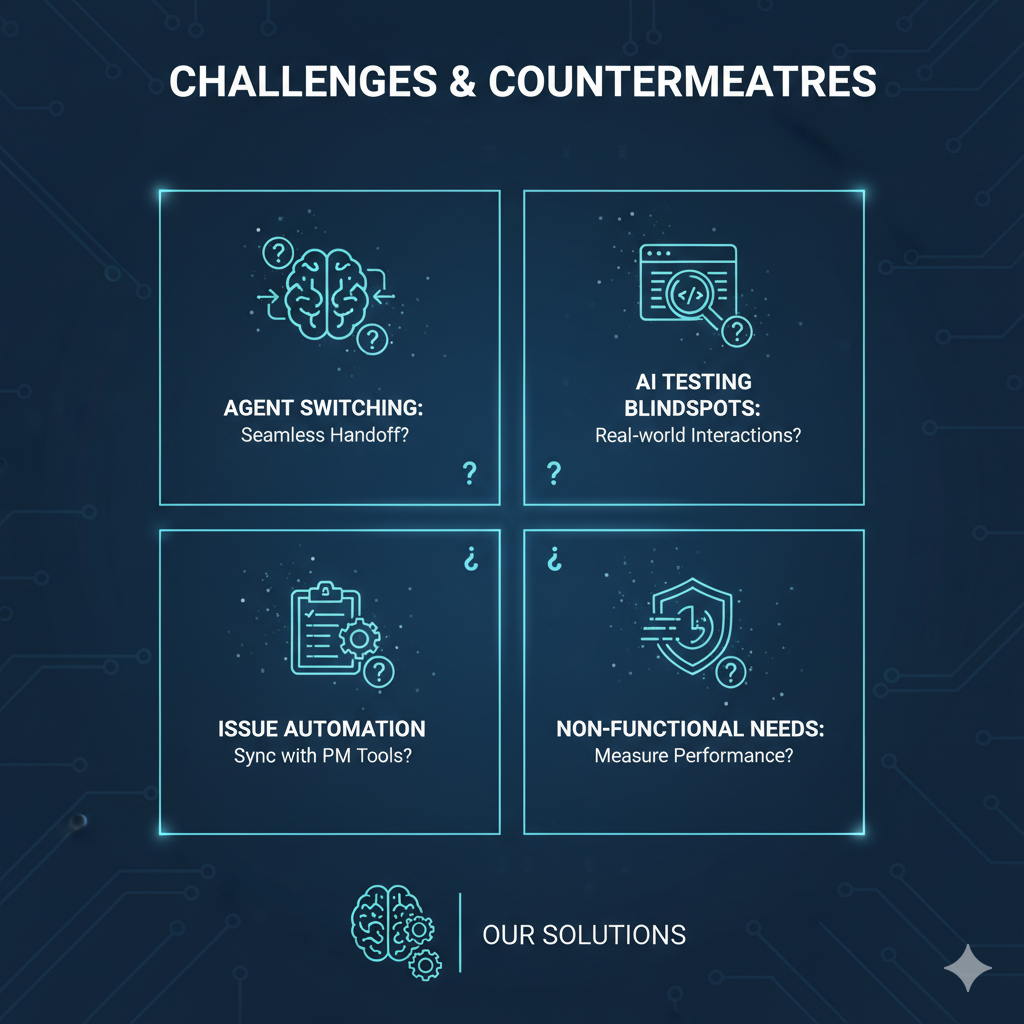 CHALLENGES & COUNTERMEATRES
?
?
</>
?
AGENT SWITCHING:
Seamless Handoff?
?
AI TESTING
BLINDSPOTS:
Real-world Interactions?
?
¿
?
ISSUE AUTOMATION
Sync with PM Tools?
¿
?
NON-FUNCTIONAL NEEDS:
Measure Performance?
OUR SOLUTIONS